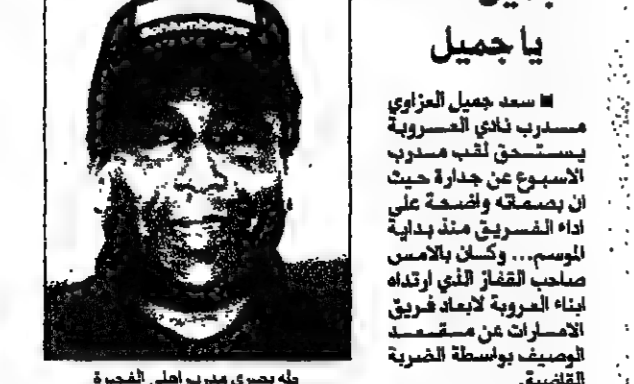 جميل
يا جميل
■ سعد جميل العزاوي
مدرب نادي العروبة
يستحق لقب مدرب
الاسبوع عن جدارة حيث
ان بصماته واضحة على
اداء الفريق منذ بداية
الموسم... وكان بالامس
صاحب القفاز الذي ارتداه
ابناء العروبة لابعاد فريق
الامارات عن مقعد
الوصيف بواسطة الضربة
القاضية.
Schlumberger
طه بصري مدرب اهلي الفجيرة